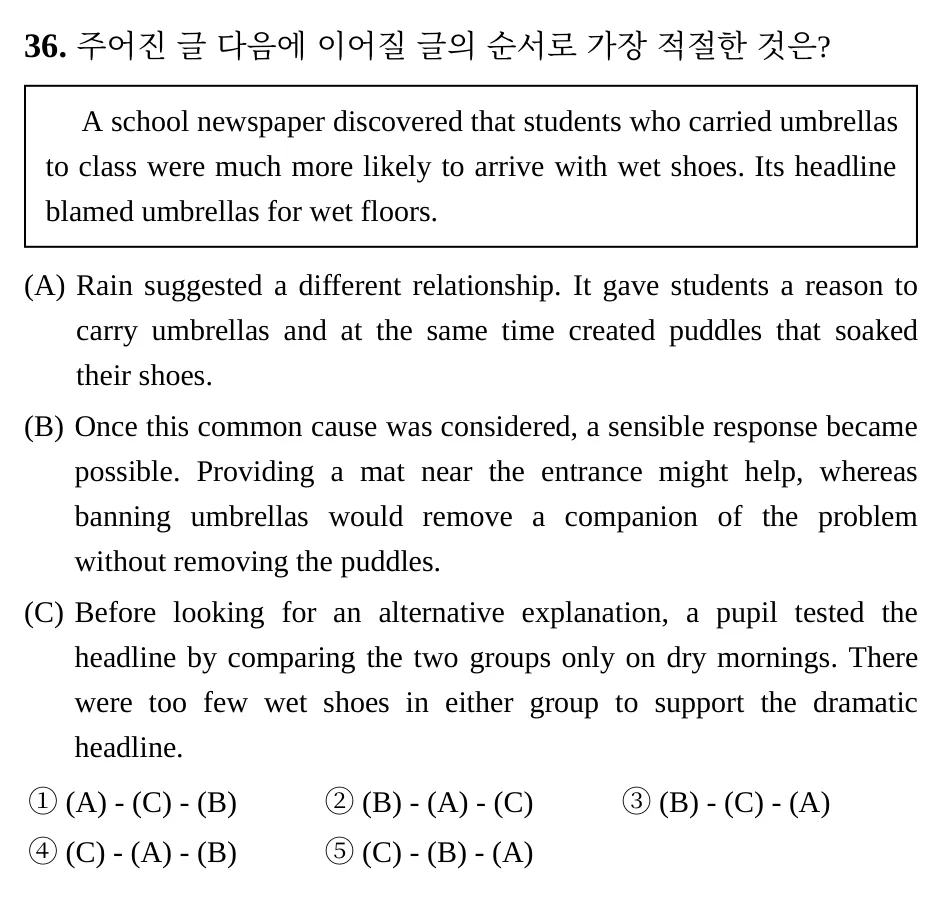 36. 주어진 글 다음에 이어질 글의 순서로 가장 적절한 것은?
A school newspaper discovered that students who carried umbrellas
to class were much more likely to arrive with wet shoes. Its headline
blamed umbrellas for wet floors.
(A) Rain suggested a different relationship. It gave students a reason to
carry umbrellas and at the same time created puddles that soaked
their shoes.
(B) Once this common cause was considered, a sensible response became
possible. Providing a mat near the entrance might help, whereas
banning umbrellas would remove a companion of the problem
without removing the puddles.
(C) Before looking for an alternative explanation, a pupil tested the
headline by comparing the two groups only on dry mornings. There
were too few wet shoes in either group to support the dramatic
headline.
① (A) - (C) - (B) ② (B) - (A) - (C) ③ (B) - (C) - (A)
④ (C) - (A) - (B) ⑤ (C) - (B) - (A)